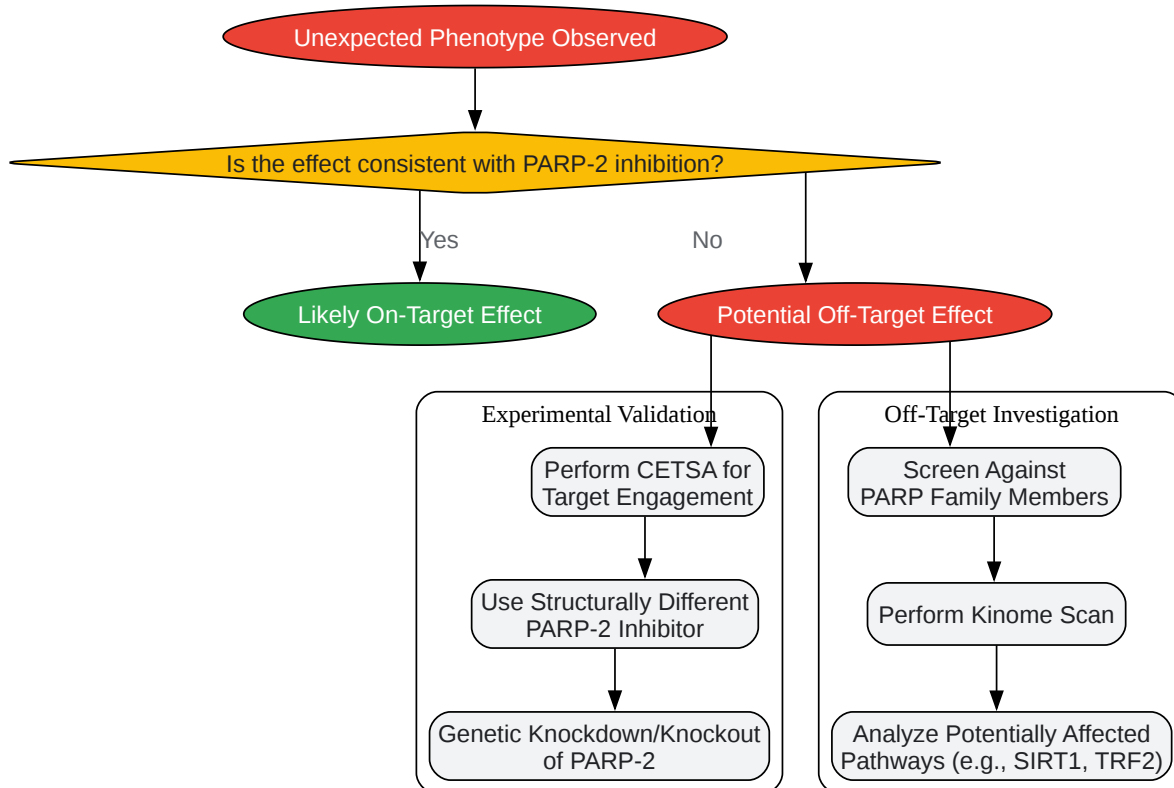 Unexpected Phenotype Observed
Is the effect consistent with PARP-2 inhibition?
Yes
No
Likely On-Target Effect
Potential Off-Target Effect
Experimental Validation
Perform CETSA for
Target Engagement
Use Structurally Different
PARP-2 Inhibitor
Genetic Knockdown/Knockout
of PARP-2
Off-Target Investigation
Screen Against
PARP Family Members
Perform Kinome Scan
Analyze Potentially Affected
Pathways (e.g., SIRT1, TRF2)